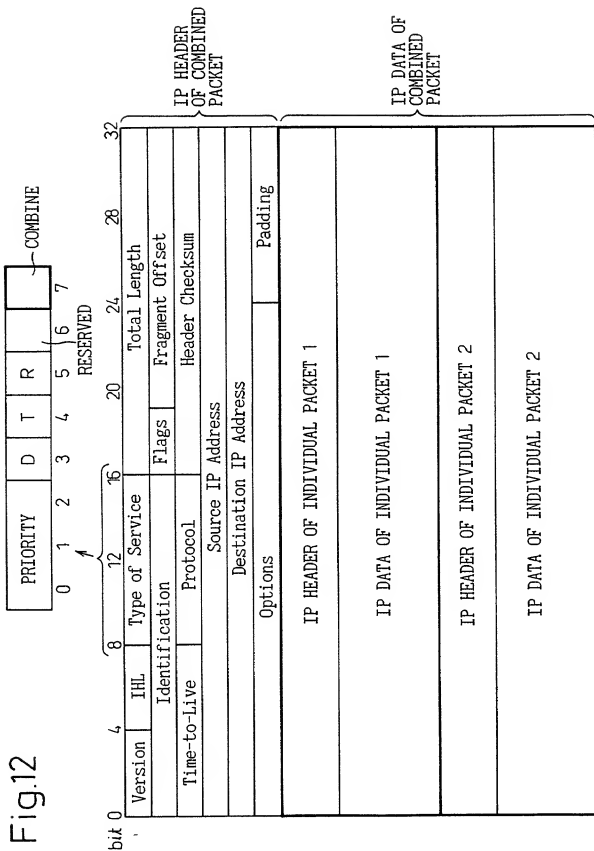 Fig.12
PRIORITY D T R
0 1 2 3 4 5 6 7
RESERVED
COMBINE
bit 0 4 8 12 16 20 24 28 32
Version IHL Type of Service Total Length
Identification Flags Fragment Offset
Time-to-Live Protocol Header Checksum
Source IP Address
Destination IP Address
Options Padding
IP HEADER
OF COMBINED
PACKET
IP HEADER OF INDIVIDUAL PACKET 1
IP DATA OF INDIVIDUAL PACKET 1
IP HEADER OF INDIVIDUAL PACKET 2
IP DATA OF INDIVIDUAL PACKET 2
IP DATA OF
COMBINED
PACKET